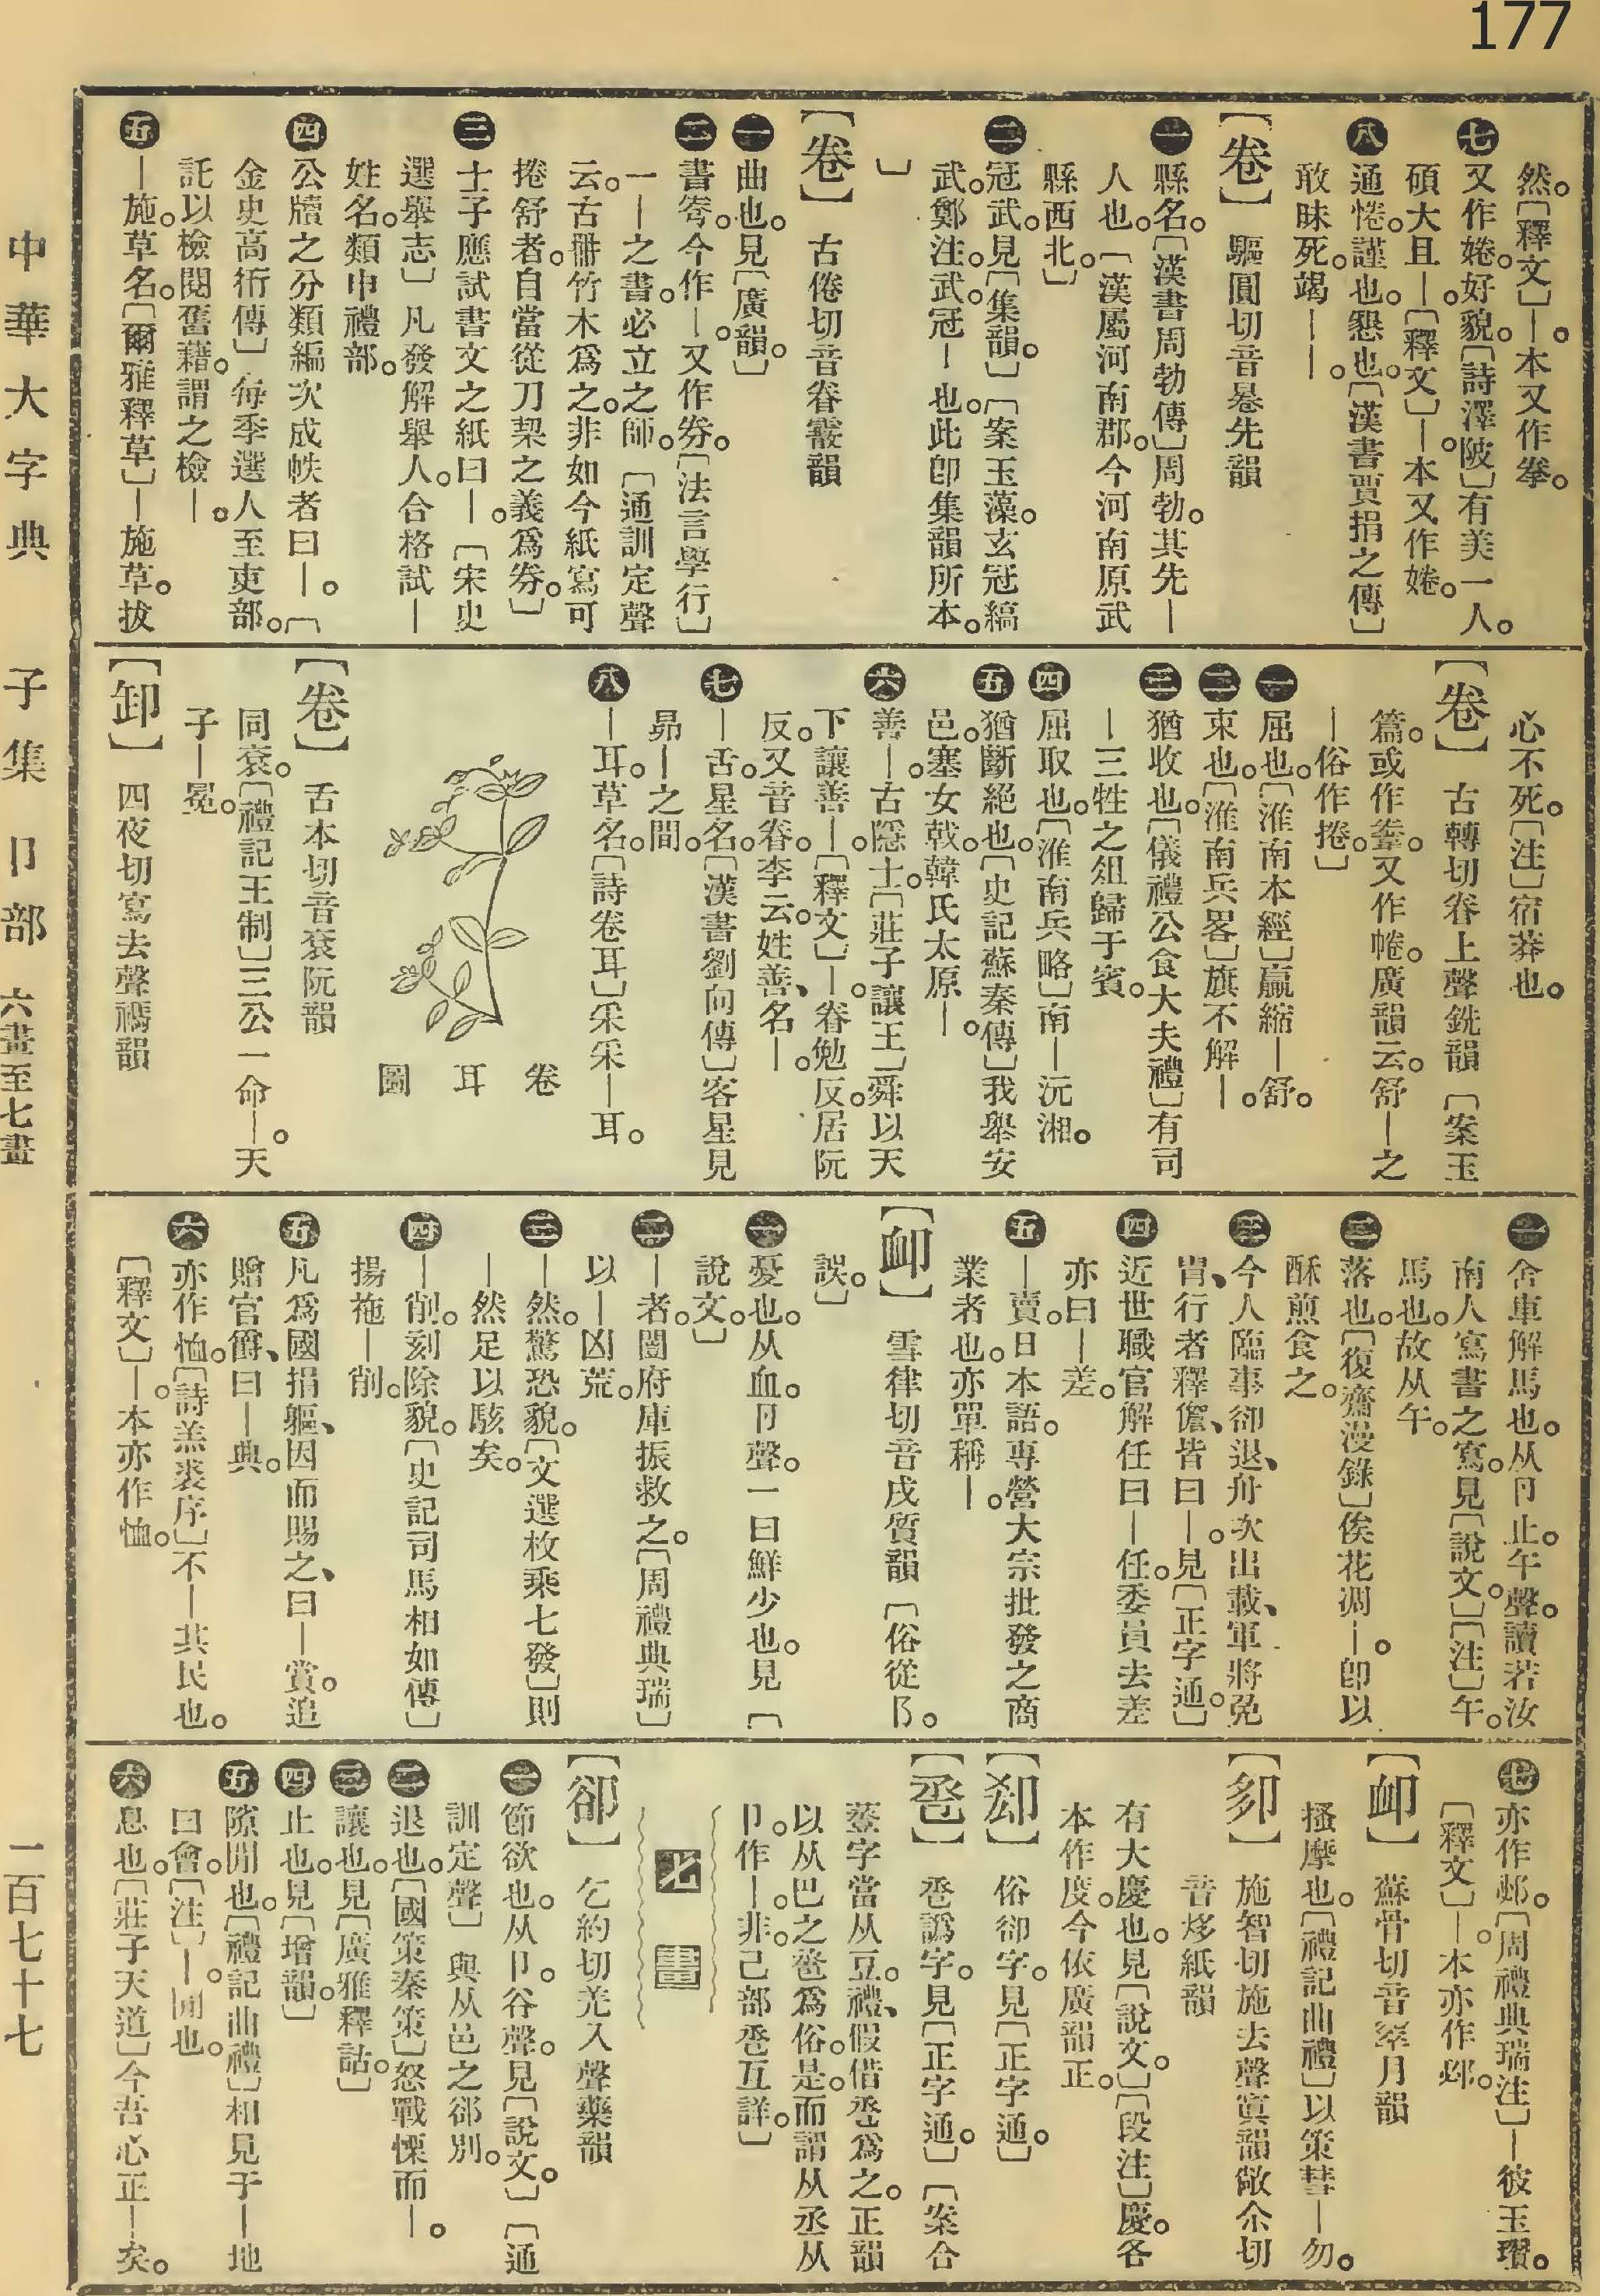 177
然。〔釋文〕｜。本又作拳。
七又作婘。好貌。〔詩澤陂〕有美一人。
碩大且｜。〔釋文〕｜。本又作婘。
八通惓。謹也。懇也。〔漢書賈捐之傳〕
敢昧死。竭｜｜。
〔卷〕驅圓切音棬先韻
一縣名。〔漢書周勃傳〕周勃。其先｜
人也。〔漢屬河南郡。今河南原武
縣西北。〕
二冠武。見〔集韻。〕〔案玉藻。玄冠縞
武。鄭注。武。冠｜也。此卽集韻所本。
〕
〔卷〕古倦切音眷霰韻
一曲也。見〔廣韻。〕
二書𢍏。今作｜。又作劵。〔法言學行〕
一｜之書。必立之師。〔通訓定聲
云。古冊竹木爲之。非如今紙寫可
捲舒者。自當從刀栔之義爲劵。〕
三士子應試書文之紙曰｜。〔宋史
選舉志〕凡發解舉人。合格試｜
姓名。類申禮部。
四公牘之分類編次成帙者曰｜。〔
金史高衎傳〕每季選人至吏部。
託以檢閱舊藉。謂之檢｜。
五｜施。草名。〔爾雅釋草〕｜施草。拔
心不死。〔注〕宿莽也。
〔卷〕古轉切眷上聲銑韻〔案玉
篇。或作㢧。又作帣。廣韻云。舒｜之
｜俗作捲。〕
一屈也。〔淮南本經〕贏縮｜舒。
二束也。〔淮南兵畧〕旗不解｜。
三猶收也。〔儀禮公食大夫禮〕有司
｜三牲之俎歸于賓。
四屈取也。〔淮南兵略〕南｜沅湘。
五猶斷絕也。〔史記蘇秦傳〕我舉安
邑。塞女戟。韓氏太原｜。
六善｜。古隱士。〔莊子讓王〕舜以天
下讓善｜。〔釋文〕｜。眷勉反。居阮
反。又音眷。李云。姓善、名｜。
七｜舌。星名。〔漢書劉向傳〕客星見
昴｜之間。
八｜耳。草名。〔詩卷耳〕采采｜耳。
卷耳圖
〔卷〕舌本切音袞阮韻
同袞。〔禮記王制〕三公一命｜。天
子｜冕。
〔卸〕四夜切寫去聲禡韻
一舍車解馬也。从卩止。午聲。讀若汝
南人寫書之寫。見〔說文。〕〔注〕午。
馬也。故从午。
二落也。〔復齋漫錄〕俟花凋｜。卽以
酥煎食之。
三今人臨事卻退、舟次出載、軍將免
冑、行者釋儋、皆曰｜。見〔正字通。〕
四近世職官解任曰｜任。委員去差
亦曰｜差。
五｜賣。日本語。專營大宗批發之商
業者也。亦單稱｜。
〔卹〕雪律切音戌質韻〔俗從阝。
誤。〕
一憂也。从血。卪聲。一曰鮮少也。見〔
說文。〕
二｜者。闓府庫振救之。〔周禮典瑞〕
以｜凶荒。
三｜然。驚恐貌。〔文選枚乘七發〕則
｜然足以駭矣。
四｜削。刻除貌。〔史記司馬相如傳〕
揚袘｜削。
五凡爲國捐軀、因而賜之、曰｜賞。追
贈官爵、曰｜典。
六亦作恤。〔詩羔裘序〕不｜其民也。
〔釋文〕｜。本亦作恤。
七亦作䘏。〔周禮典瑞注〕｜彼玉瓚。
〔釋文〕｜。本亦作䘏。
〔卹〕蘇骨切音窣月韻
搔摩也。〔禮記曲禮〕以策彗｜勿。
〔𠨘〕施智切施去聲寘韻敞尒切
音姼紙韻
有大慶也。見〔說文。〕〔段注〕慶。各
本作度。今依廣韻正。
〔卻〕俗卻字。見〔正字通。〕
〔巹〕巹譌字。見〔正字通。〕〔案合
蓳字當从豆。禮、假借巹爲之。正韻
以从巴之卺爲俗。是。而謂从丞从
卩。作｜。非。己部巹互詳。〕
七畫
〔卻〕乞約切羌入聲藥韻
一節欲也。从卩。谷聲。見〔說文。〕〔通
訓定聲〕與从邑之郤別。
二退也。〔國策秦策〕怒戰慄而｜。
三讓也。見〔廣雅釋詁。〕
四止也。見〔增韻。〕
五隙閒也。〔禮記曲禮〕相見于｜地
曰會。〔注〕｜。閒也。
六息也。〔莊子天道〕今吾心正｜矣。
中華大字典　子集　卩部　六畫至七畫　一百七十七